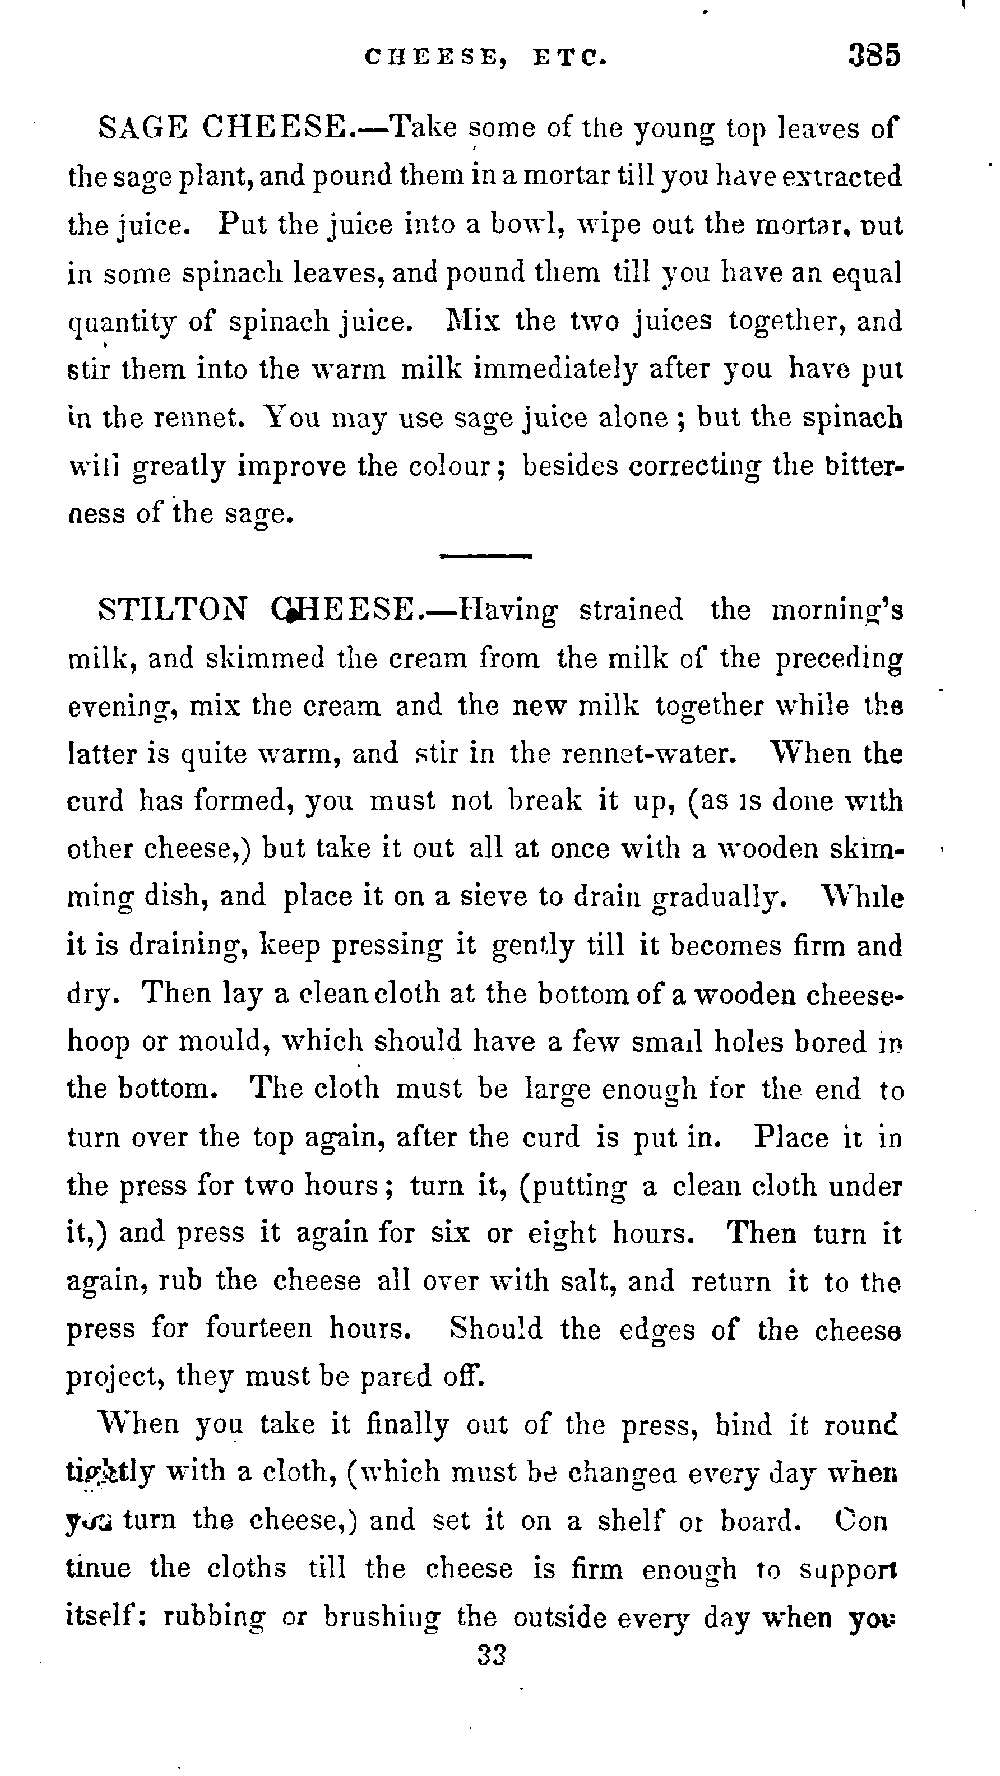 CHEESE, ETC. 385
SAGE CHEESE.—Take some of the young top leaves of
the sage plant, and pound them in a mortar till you have extracted
the juice. Put the juice into a bowl, wipe out the mortar, put
in some spinach leaves, and pound them till you have an equal
quantity of spinach juice. Mix the two juices together, and
stir them into the warm milk immediately after you have put
in the rennet. You may use sage juice alone; but the spinach
will greatly improve the colour; besides correcting the bitter-
ness of the sage.
STILTON CHEESE.—Having strained the morning's
milk, and skimmed the cream from the milk of the preceding
evening, mix the cream and the new milk together while the
latter is quite warm, and stir in the rennet-water. When the
curd has formed, you must not break it up, (as is done with
other cheese,) but take it out all at once with a wooden skim-
ming dish, and place it on a sieve to drain gradually. While
it is draining, keep pressing it gently till it becomes firm and
dry. Then lay a clean cloth at the bottom of a wooden cheese-
hoop or mould, which should have a few small holes bored in
the bottom. The cloth must be large enough for the end to
turn over the top again, after the curd is put in. Place it in
the press for two hours; turn it, (putting a clean cloth under
it,) and press it again for six or eight hours. Then turn it
again, rub the cheese all over with salt, and return it to the
press for fourteen hours. Should the edges of the cheese
project, they must be pared off.
When you take it finally out of the press, bind it round
tightly with a cloth, (which must be changed every day when
you turn the cheese,) and set it on a shelf or board. Con
tinue the cloths till the cheese is firm enough to support
itself: rubbing or brushing the outside every day when you
33